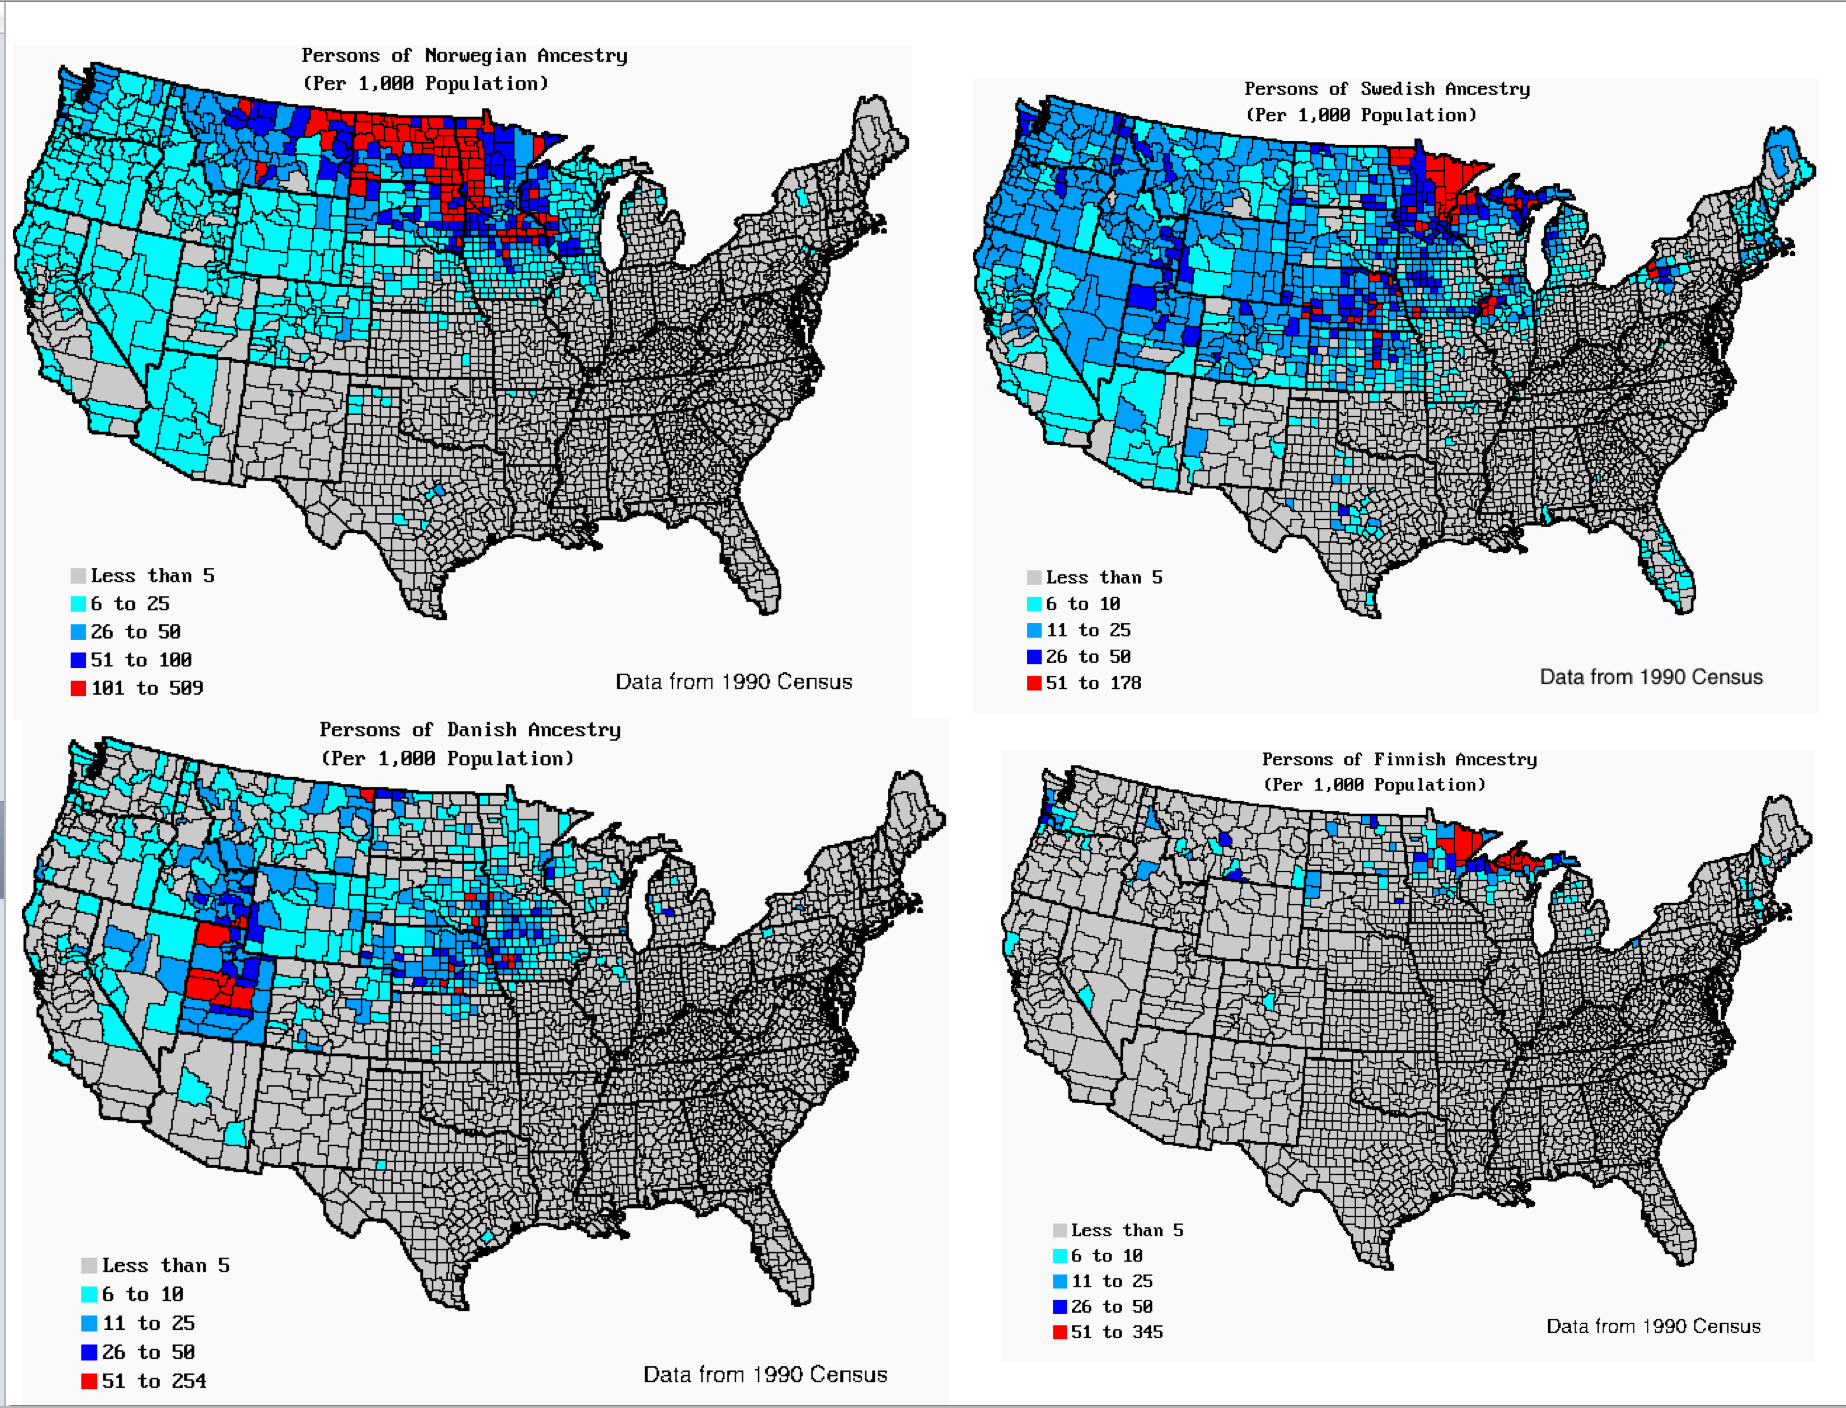 Persons of Norwegian Ancestry
(Per 1,000 Population)
Less than 5
6 to 25
26 to 50
51 to 100
101 to 509
Data from 1990 Census
Persons of Swedish Ancestry
(Per 1,000 Population)
Less than 5
6 to 10
11 to 25
26 to 50
51 to 178
Data from 1990 Census
Persons of Danish Ancestry
(Per 1,000 Population)
Less than 5
6 to 10
11 to 25
26 to 50
51 to 254
Data from 1990 Census
Persons of Finnish Ancestry
(Per 1,000 Population)
Less than 5
6 to 10
11 to 25
26 to 50
51 to 345
Data from 1990 Census